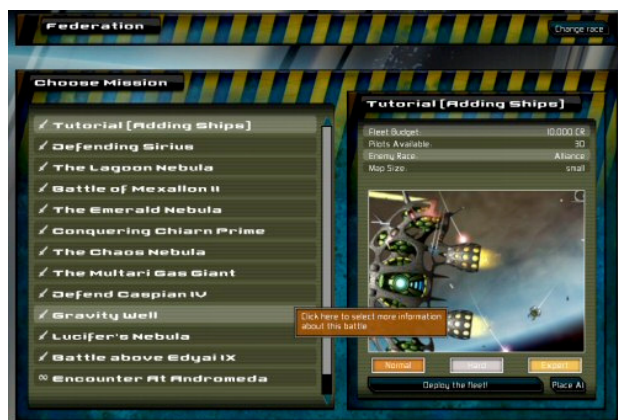 Federation
Change race
Choose Mission
Tutorial [Adding Ships]
Defending Sirius
The Lagoon Nebula
Battle of Mexallon II
The Emerald Nebula
Conquering Chiarn Prime
The Chaos Nebula
The Multari Gas Giant
Defend Caspian IV
Gravity Well
Lucifer's Nebula
Battle above Edyai IX
Encounter At Andromeda
Click here to select more information
about this battle
Tutorial [Adding Ships]
Fleet Budget: 10,000 CR
Pilots Available: 30
Enemy Race: Alliance
Map Size: small
Normal Hard Expert
Deploy the fleet! Place AI